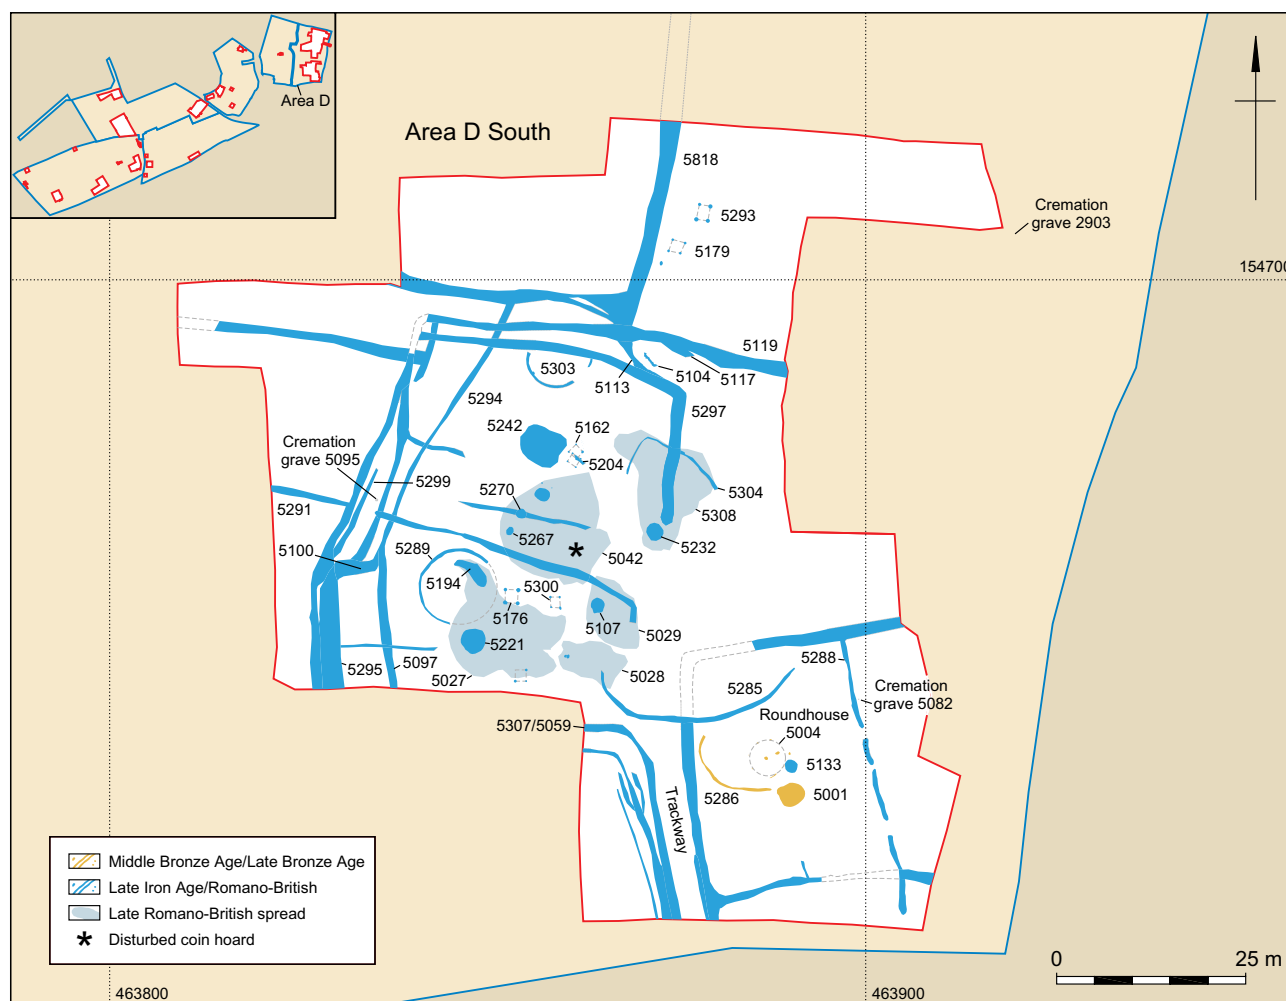 Area D
Area D South
5818
5293
5179
Cremation
grave 2903
154700
5119
5303
5113
5104
5117
5294
5297
5242
5162
5204
Cremation
grave 5095
5299
5304
5308
5270
5291
5267
5232
5042
5100
5289
5194
5300
5176
5107
5029
5221
5295
5097
5027
5028
5288
5285
Cremation
grave 5082
Roundhouse
5004
5307/5059
5133
5286
5001
Trackway
Middle Bronze Age/Late Bronze Age
Late Iron Age/Romano-British
Late Romano-British spread
* Disturbed coin hoard
0
25 m
463800
463900